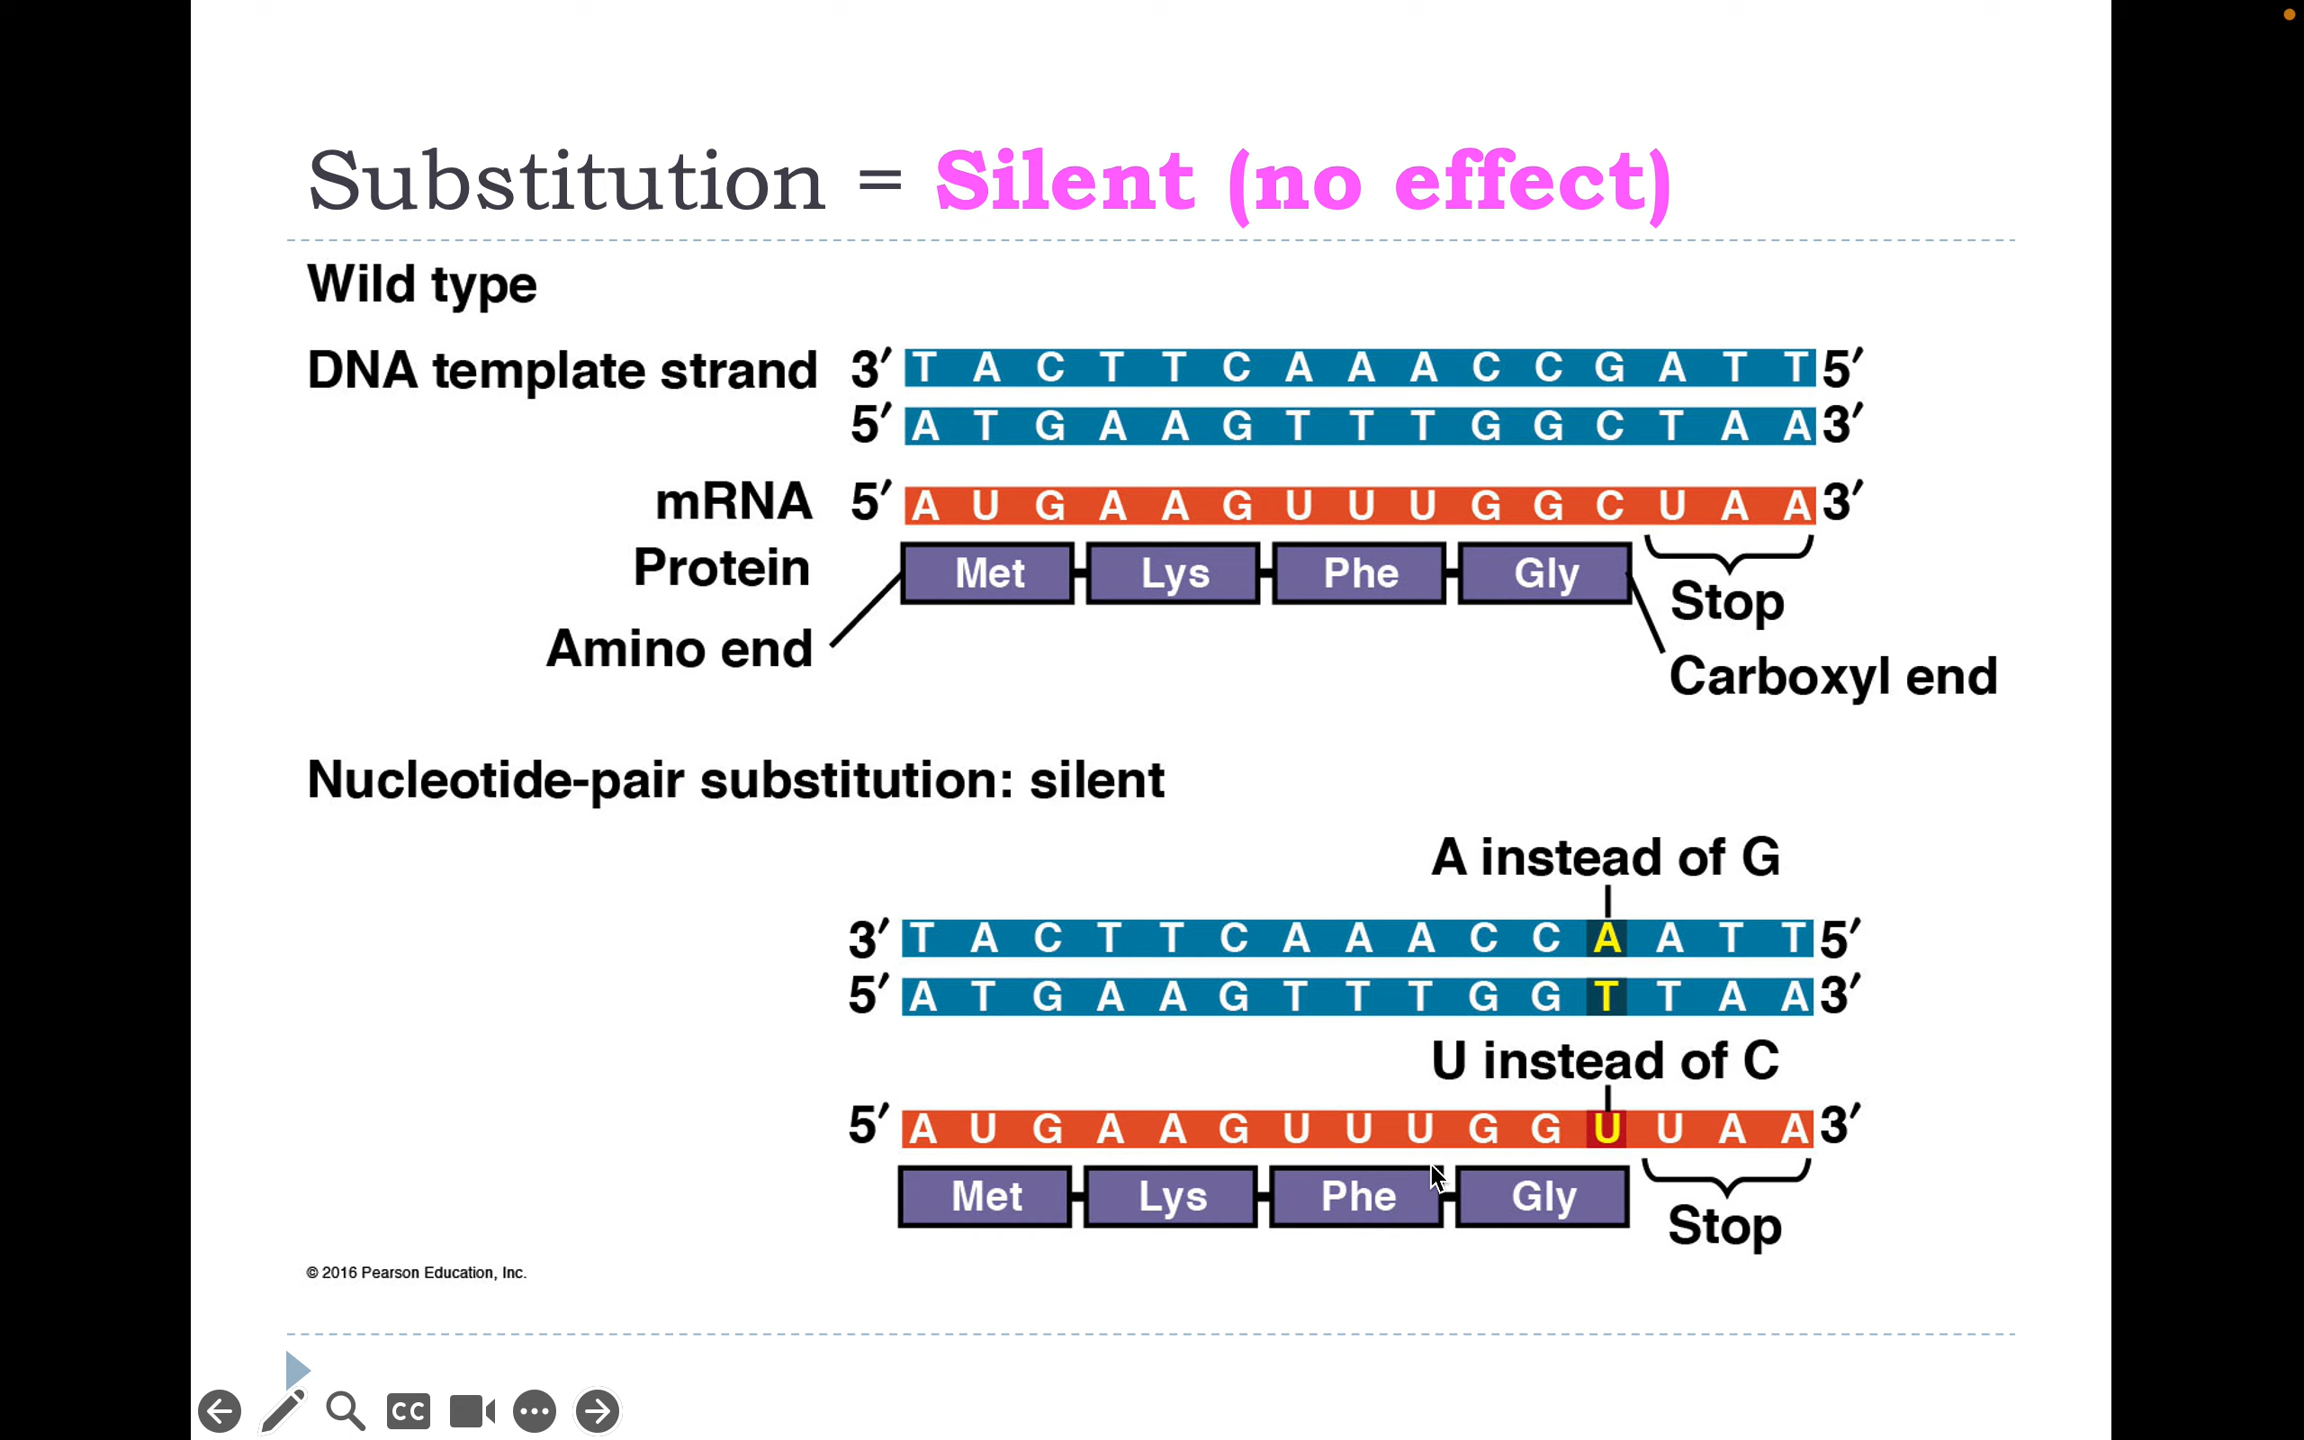 Substitution = Silent (no effect)
Wild type
DNA template strand 3′ T A C T T C A A A C C G A T T 5′
5′ A T G A A G T T T G G C T A A 3′
mRNA 5′ A U G A A G U U U G G C U A A 3′
Protein Met Lys Phe Gly
Stop
Amino end
Carboxyl end
Nucleotide-pair substitution: silent
A instead of G
3′ T A C T T C A A A C C A A T T 5′
5′ A T G A A G T T T G G T T A A 3′
U instead of C
5′ A U G A A G U U U G G U U A A 3′
Met Lys Phe Gly
Stop
© 2016 Pearson Education, Inc.
CC